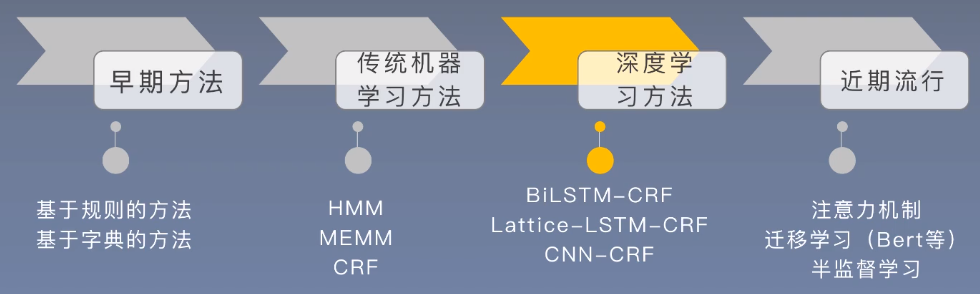 早期方法
传统机器
学习方法
深度学
习方法
近期流行
基于规则的方法
基于字典的方法
HMM
MEMM
CRF
BiLSTM-CRF
Lattice-LSTM-CRF
CNN-CRF
注意力机制
迁移学习（Bert等）
半监督学习